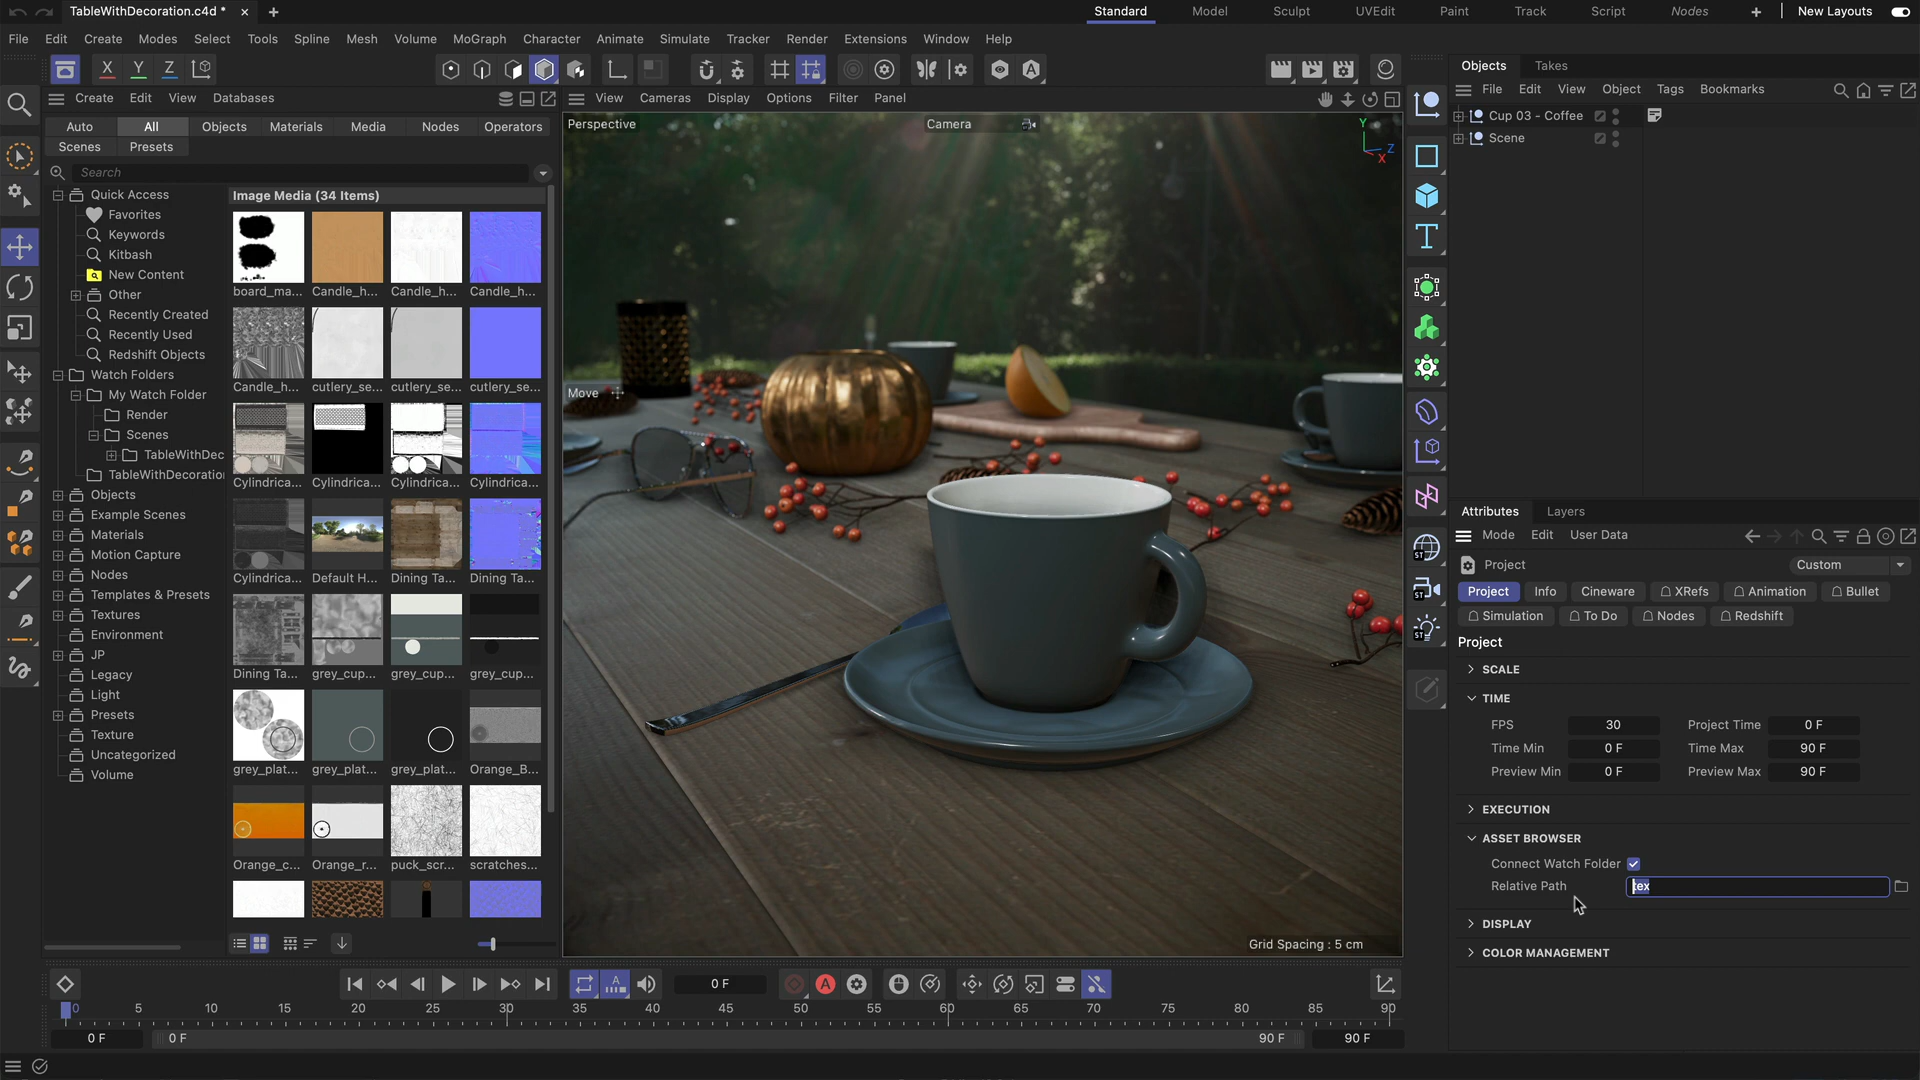 TableWithDecoration.c4d *
Standard
Model
Sculpt
UVEdit
Paint
Track
Script
Nodes
New Layouts
File
Edit
Create
Modes
Select
Tools
Spline
Mesh
Volume
MoGraph
Character
Animate
Simulate
Tracker
Render
Extensions
Window
Help
X
Y
Z
Create
Edit
View
Databases
Auto
All
Objects
Materials
Media
Nodes
Operators
Scenes
Presets
Search
Quick Access
Favorites
Keywords
Kitbash
New Content
Other
Recently Created
Recently Used
Redshift Objects
Watch Folders
My Watch Folder
Render
Scenes
TableWithDec
TableWithDecoratio
Objects
Example Scenes
Materials
Motion Capture
Nodes
Templates & Presets
Textures
Environment
JP
Legacy
Light
Presets
Texture
Uncategorized
Volume
Image Media (34 Items)
board_ma...
Candle_h...
Candle_h...
Candle_h...
Candle_h...
cutlery_se...
cutlery_se...
cutlery_se...
Cylindrica...
Cylindrica...
Cylindrica...
Cylindrica...
Cylindrica...
Default H...
Dining Ta...
Dining Ta...
Dining Ta...
grey_cup...
grey_cup...
grey_cup...
grey_plat...
grey_plat...
grey_plat...
Orange_B...
Orange_c...
Orange_r...
puck_scr...
scratches...
View
Cameras
Display
Options
Filter
Panel
Perspective
Camera
Y
Z
X
Move
Grid Spacing : 5 cm
ST
ST
ST
Objects
Takes
File
Edit
View
Object
Tags
Bookmarks
Cup 03 - Coffee
Scene
Attributes
Layers
Mode
Edit
User Data
Project
Custom
Project
Info
Cineware
XRefs
Animation
Bullet
Simulation
To Do
Nodes
Redshift
Project
SCALE
TIME
FPS
30
Project Time
0 F
Time Min
0 F
Time Max
90 F
Preview Min
0 F
Preview Max
90 F
EXECUTION
ASSET BROWSER
Connect Watch Folder
Relative Path
tex
DISPLAY
COLOR MANAGEMENT
0 F
0
5
10
15
20
25
30
35
40
45
50
55
60
65
70
75
80
85
90
0 F
0 F
90 F
90 F